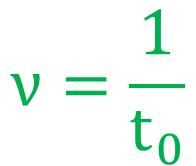 ν = 1/t₀